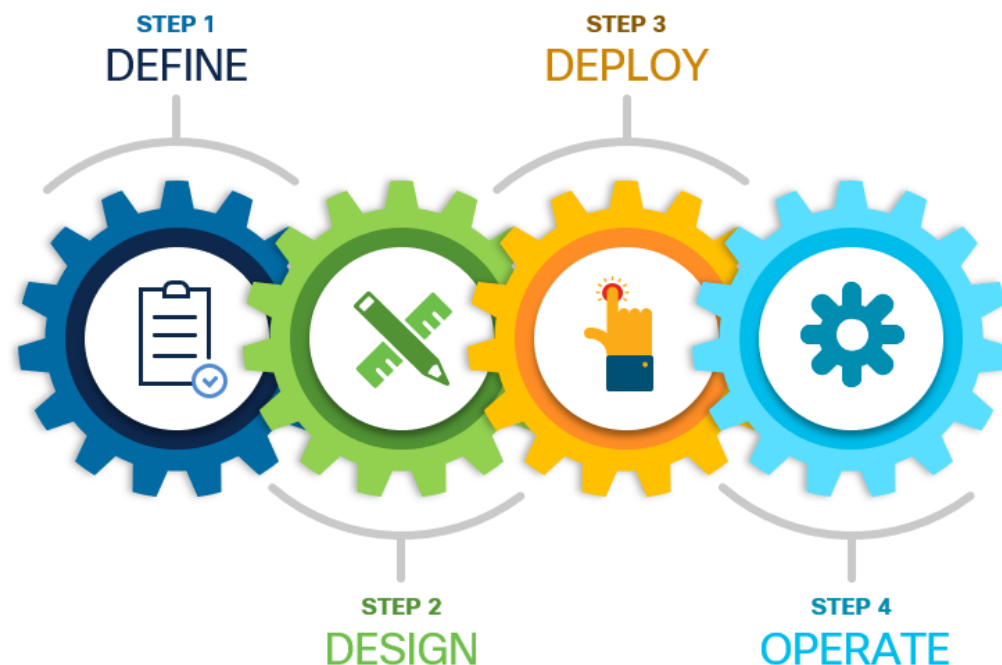 STEP 1
DEFINE
STEP 3
DEPLOY
STEP 2
DESIGN
STEP 4
OPERATE